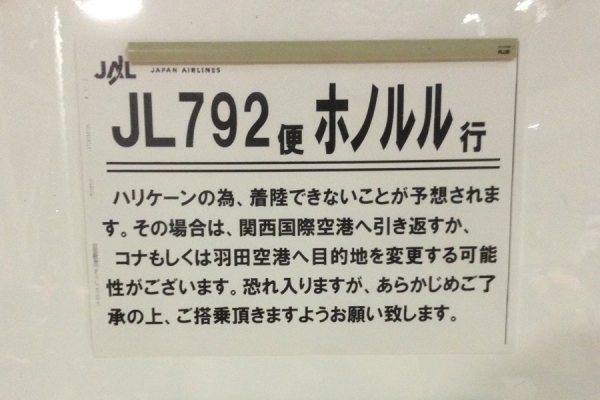 JAL JAPAN AIRLINES
JL792便 ホノルル 行
ハリケーンの為、着陸できないことが予想されま
す。その場合は、関西国際空港へ引き返すか、
コナもしくは羽田空港へ目的地を変更する可能
性がございます。恐れ入りますが、あらかじめご了
承の上、ご搭乗頂きますようお願い致します。